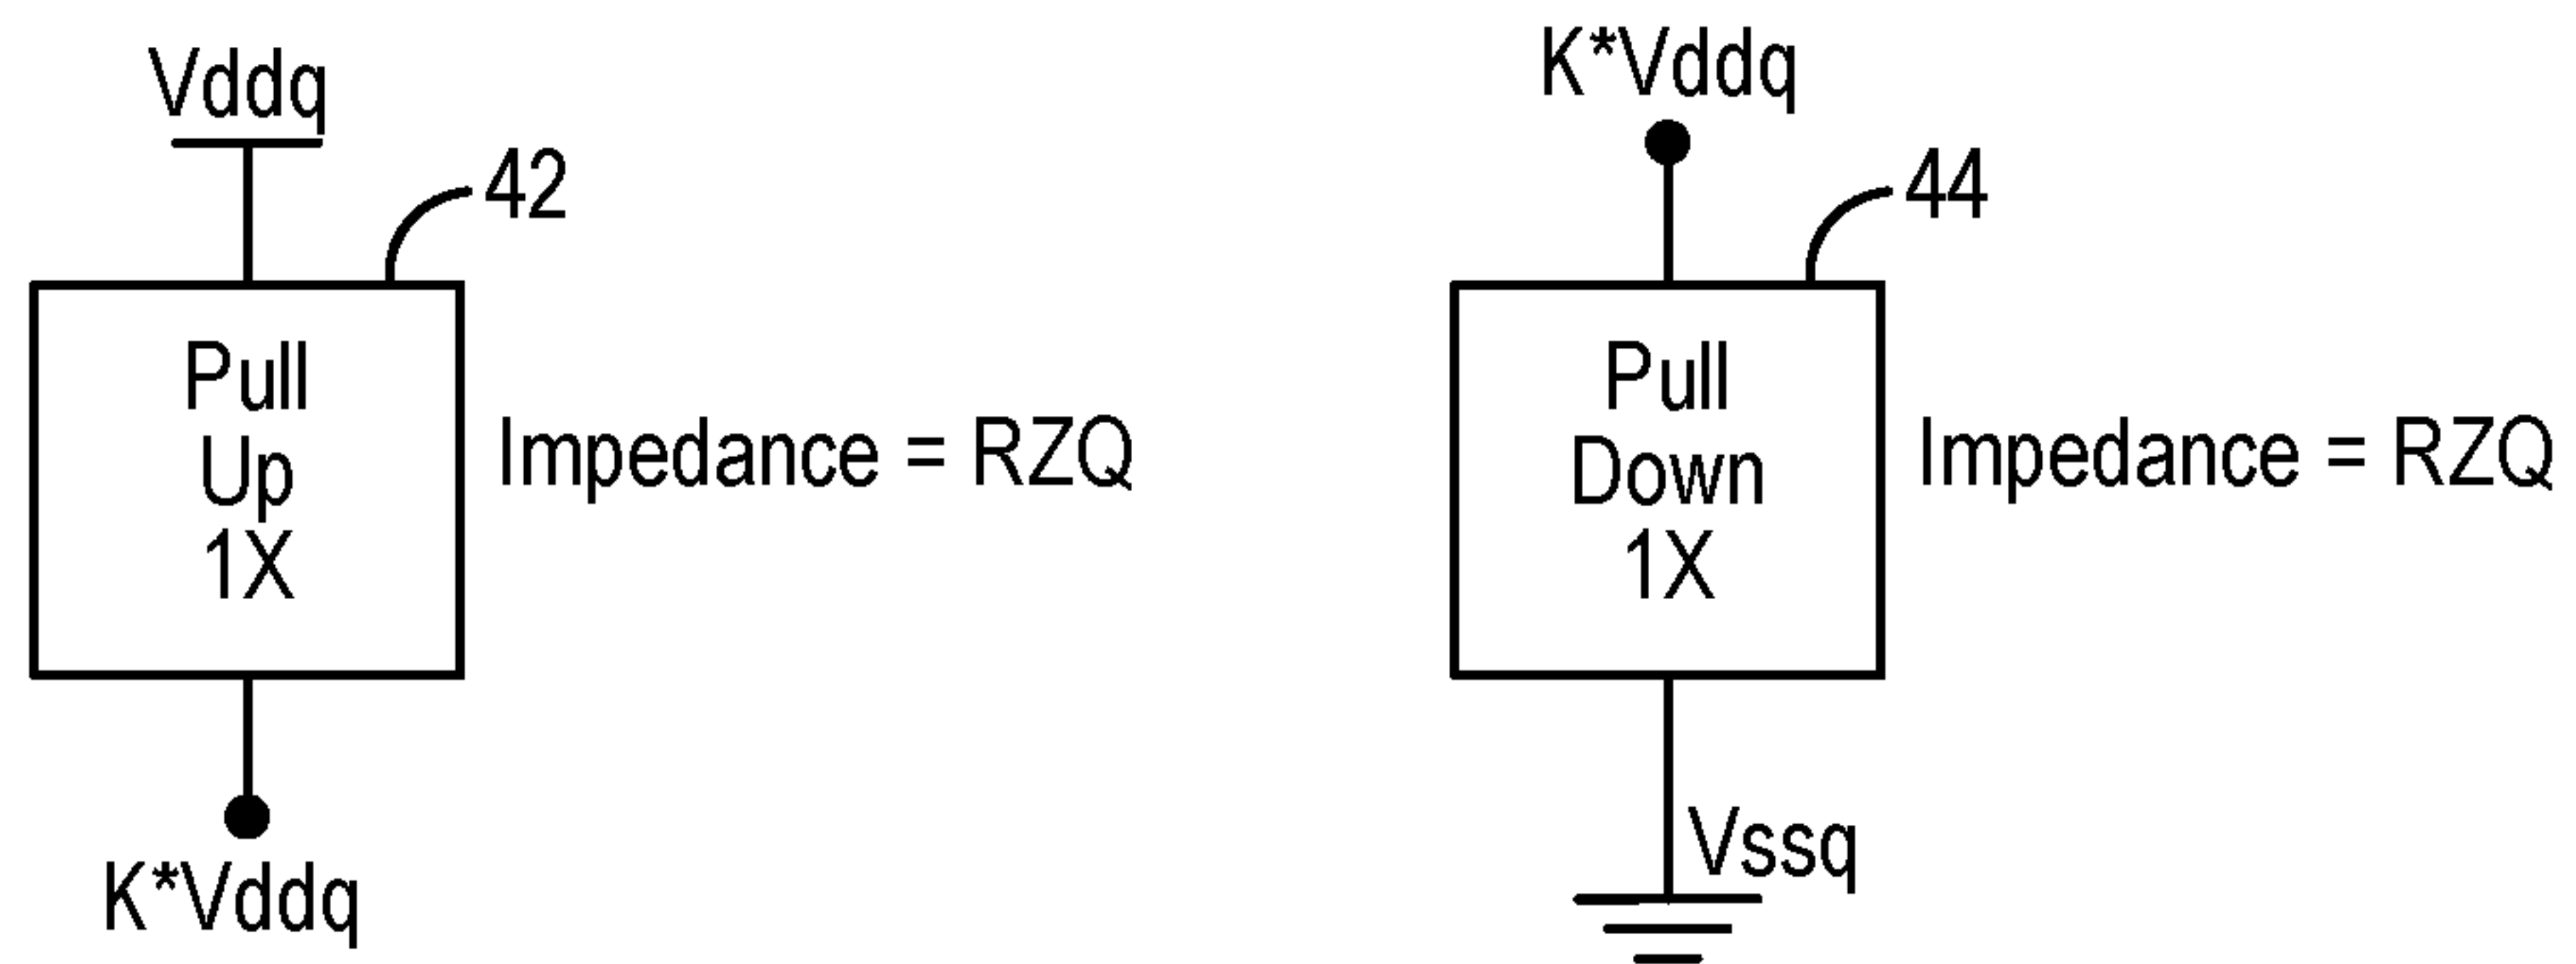 Vddq
42
Pull
Up
1X
Impedance = RZQ
K*Vddq
K*Vddq
44
Pull
Down
1X
Impedance = RZQ
Vssq